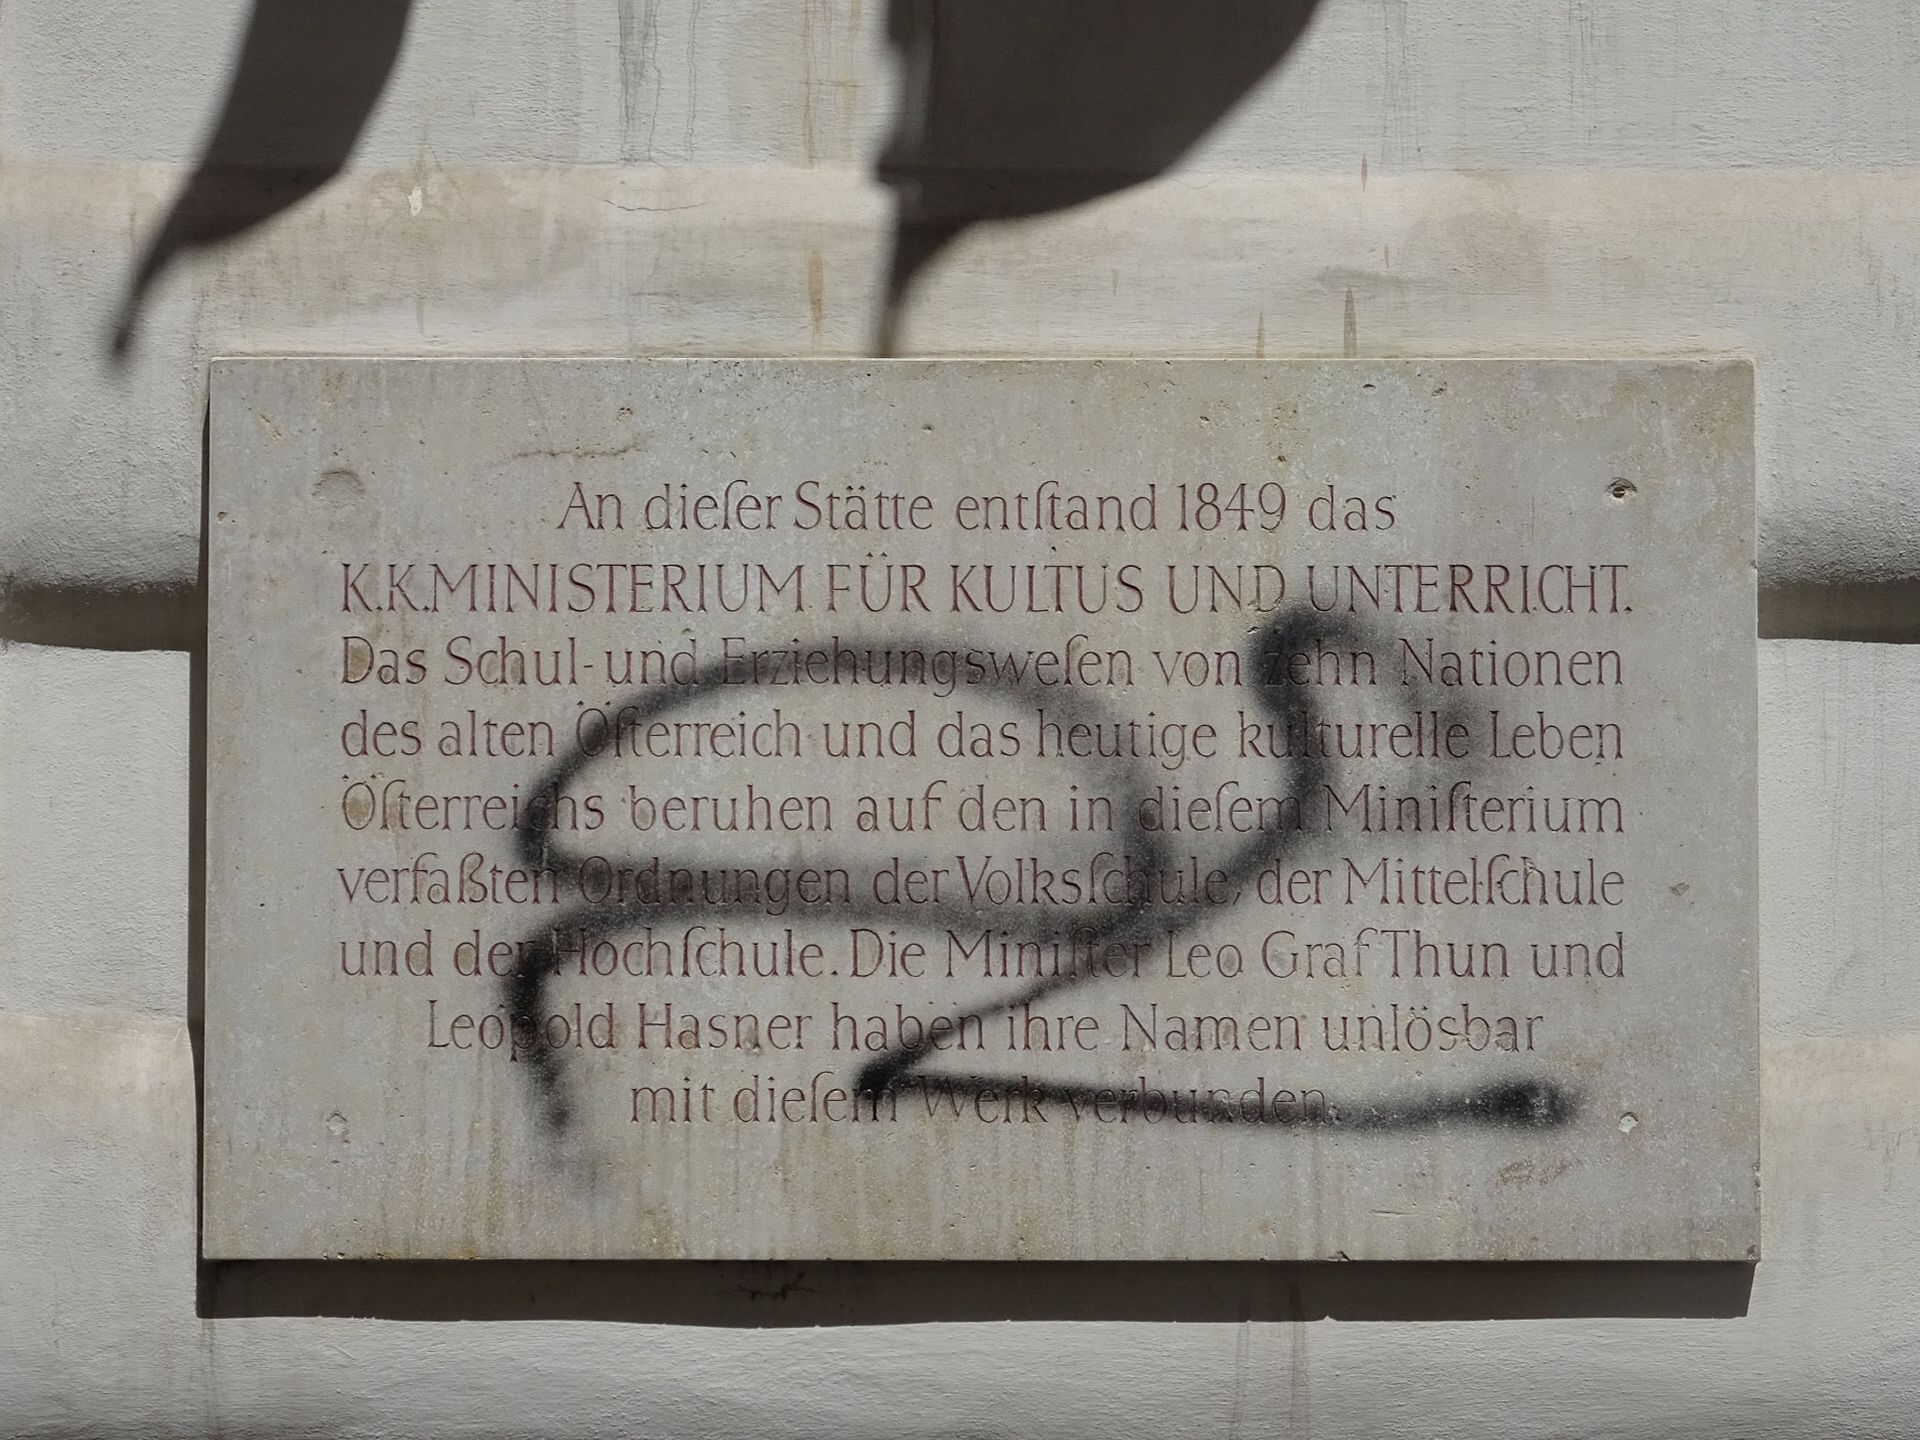 An dieſer Stätte entſtand 1849 das
K.K.MINISTERIUM FÜR KULTUS UND UNTERRICHT.
Das Schul-und Erziehungsweſen von zehn Nationen
des alten Öſterreich und das heutige kulturelle Leben
Öſterreichs beruhen auf den in dieſem Miniſterium
verfaßten Ordnungen der Volksſchule, der Mittelſchule
und der Hochſchule. Die Miniſter Leo Graf Thun und
Leopold Hasner haben ihre Namen unlösbar
mit dieſem Werk verbunden.